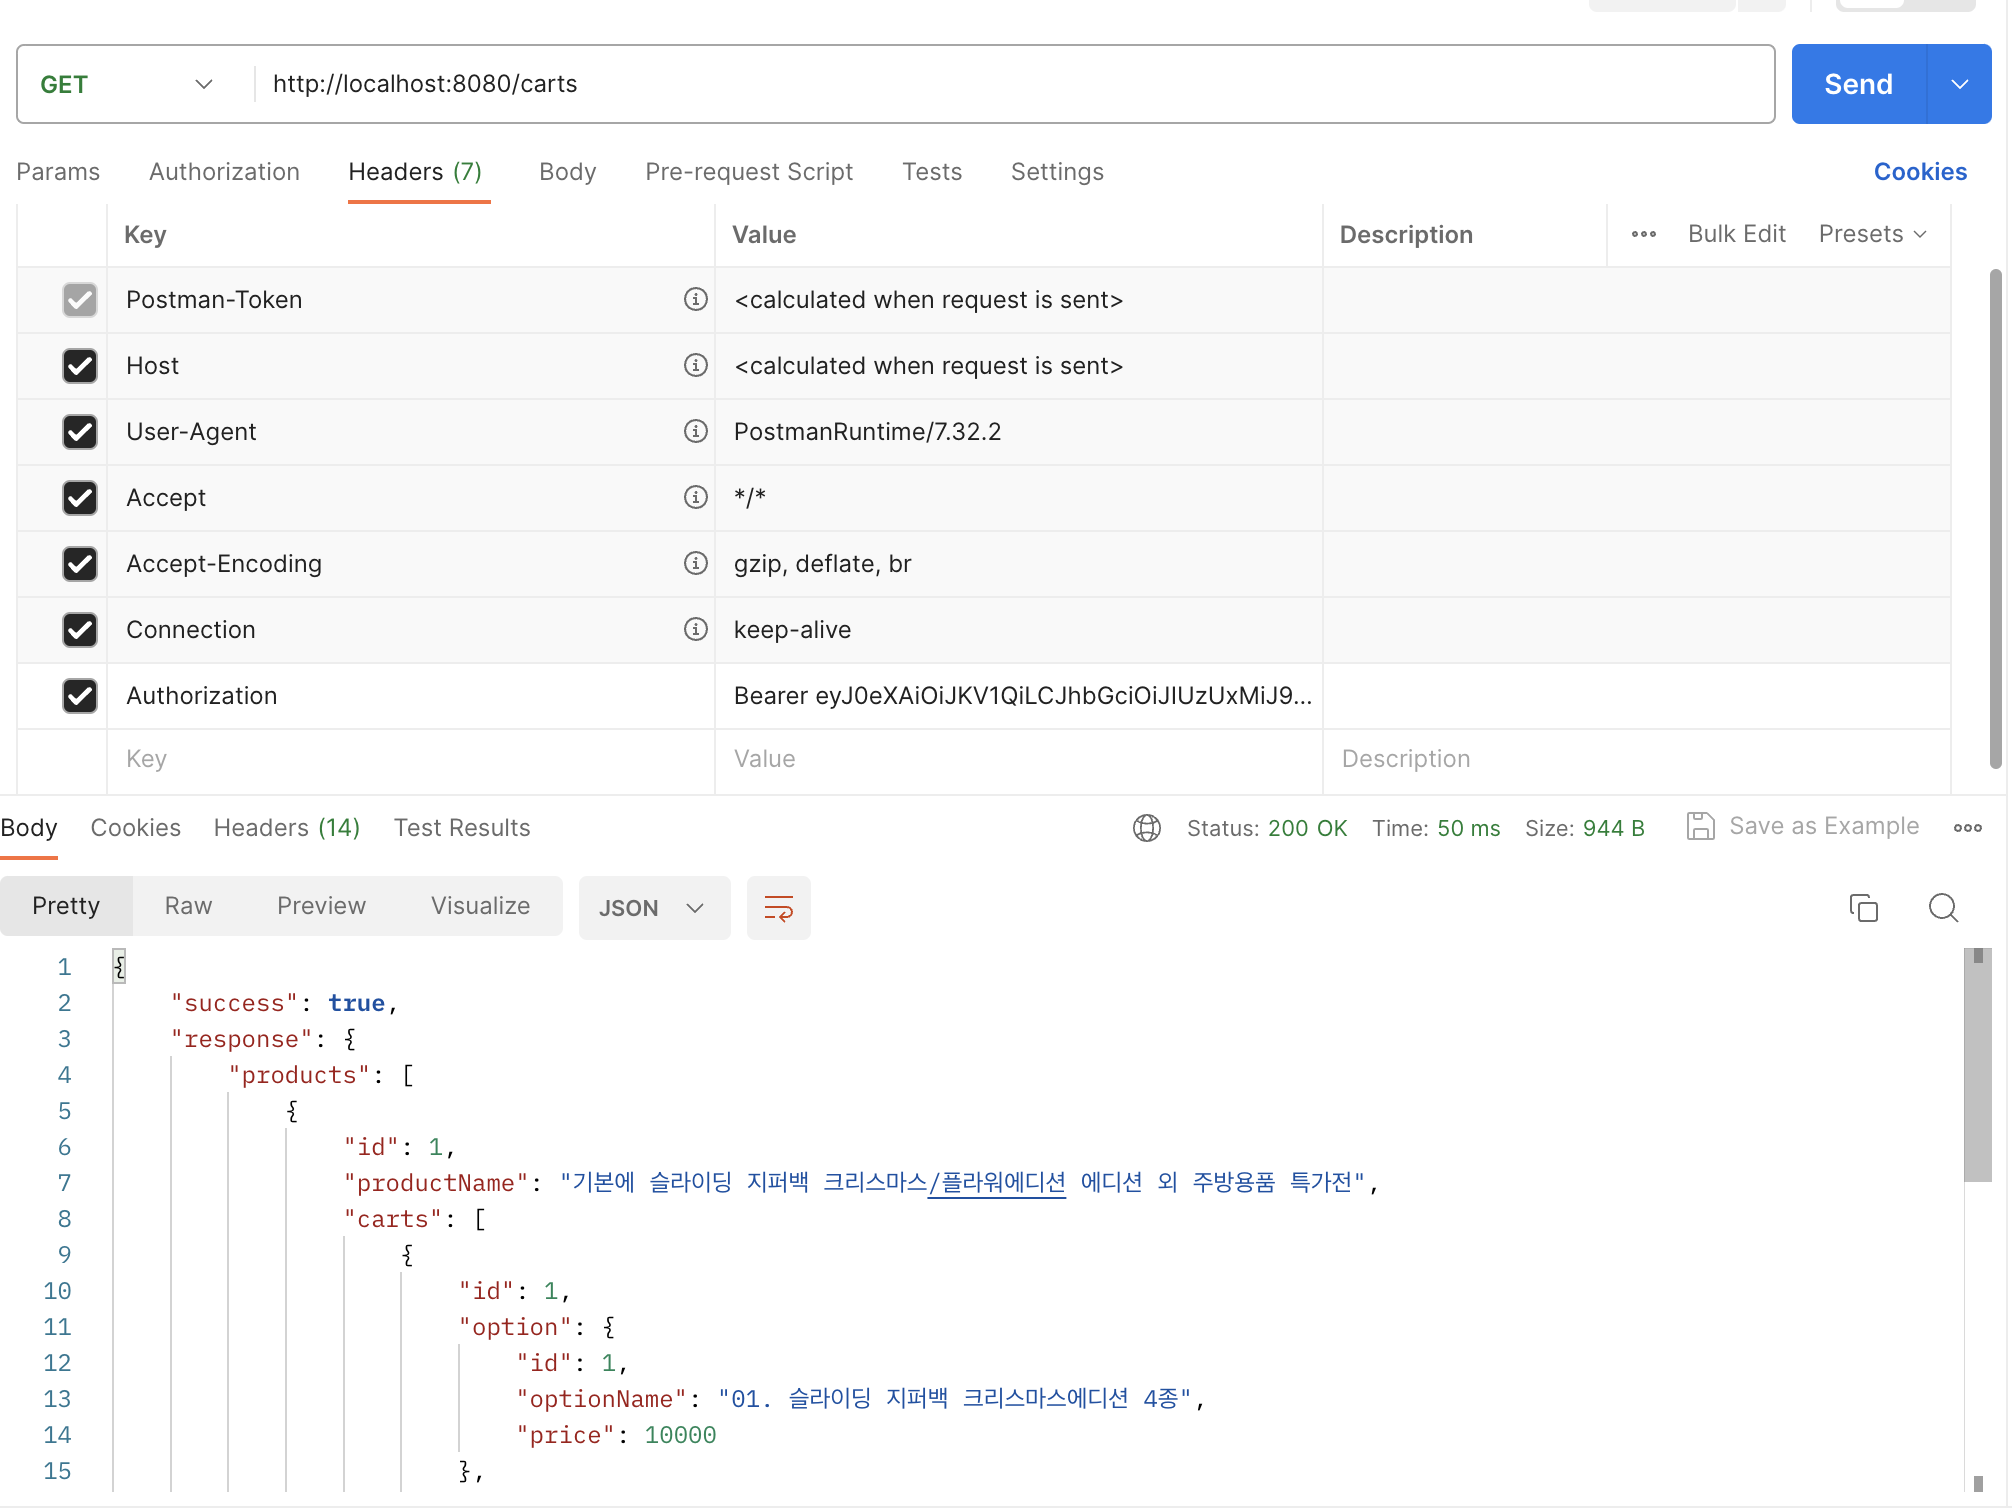 GET http://localhost:8080/carts Send
Params Authorization Headers (7) Body Pre-request Script Tests Settings Cookies
Key Value Description Bulk Edit Presets
Postman-Token <calculated when request is sent>
Host <calculated when request is sent>
User-Agent PostmanRuntime/7.32.2
Accept */*
Accept-Encoding gzip, deflate, br
Connection keep-alive
Authorization Bearer eyJ0eXAiOiJKV1QiLCJhbGciOiJIUzUxMiJ9...
Key Value Description
Body Cookies Headers (14) Test Results Status: 200 OK Time: 50 ms Size: 944 B Save as Example
Pretty Raw Preview Visualize JSON
1 {
2 "success": true,
3 "response": {
4 "products": [
5 {
6 "id": 1,
7 "productName": "기본에 슬라이딩 지퍼백 크리스마스/플라워에디션 에디션 외 주방용품 특가전",
8 "carts": [
9 {
10 "id": 1,
11 "option": {
12 "id": 1,
13 "optionName": "01. 슬라이딩 지퍼백 크리스마스에디션 4종",
14 "price": 10000
15 },